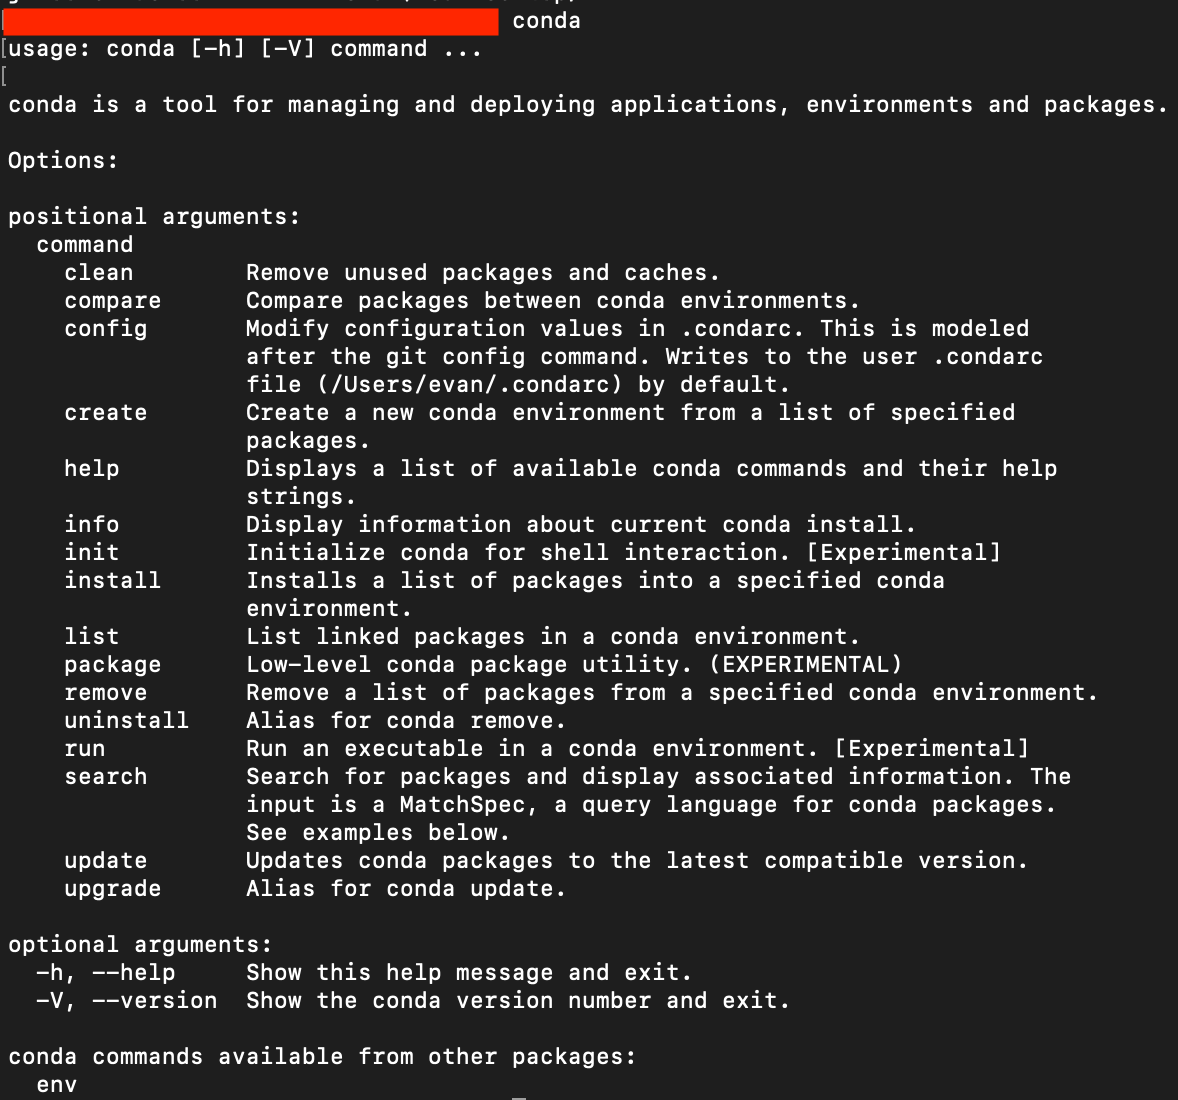 conda
usage: conda [-h] [-V] command ...
conda is a tool for managing and deploying applications, environments and packages.
Options:
positional arguments:
command
clean Remove unused packages and caches.
compare Compare packages between conda environments.
config Modify configuration values in .condarc. This is modeled
after the git config command. Writes to the user .condarc
file (/Users/evan/.condarc) by default.
create Create a new conda environment from a list of specified
packages.
help Displays a list of available conda commands and their help
strings.
info Display information about current conda install.
init Initialize conda for shell interaction. [Experimental]
install Installs a list of packages into a specified conda
environment.
list List linked packages in a conda environment.
package Low-level conda package utility. (EXPERIMENTAL)
remove Remove a list of packages from a specified conda environment.
uninstall Alias for conda remove.
run Run an executable in a conda environment. [Experimental]
search Search for packages and display associated information. The
input is a MatchSpec, a query language for conda packages.
See examples below.
update Updates conda packages to the latest compatible version.
upgrade Alias for conda update.
optional arguments:
-h, --help Show this help message and exit.
-V, --version Show the conda version number and exit.
conda commands available from other packages:
env